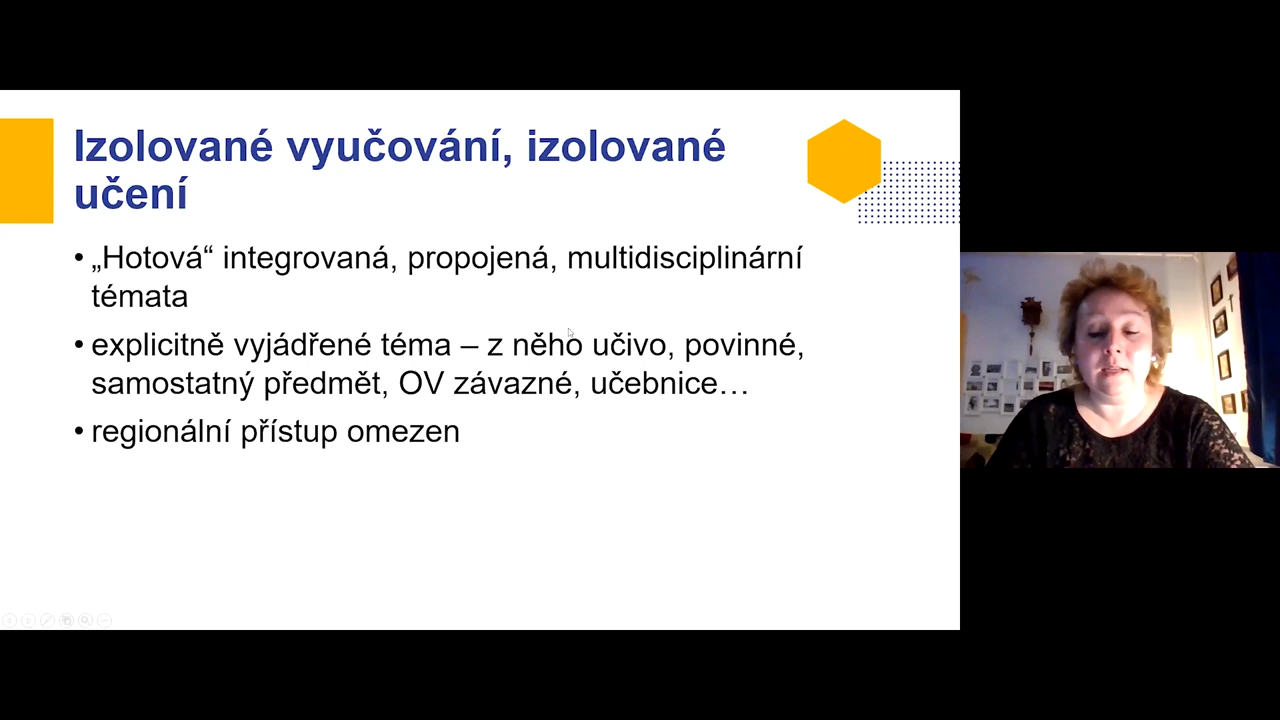 Izolované vyučování, izolované
učení
• „Hotová“ integrovaná, propojená, multidisciplinární
témata
• explicitně vyjádřené téma – z něho učivo, povinné,
samostatný předmět, OV závazné, učebnice…
• regionální přístup omezen